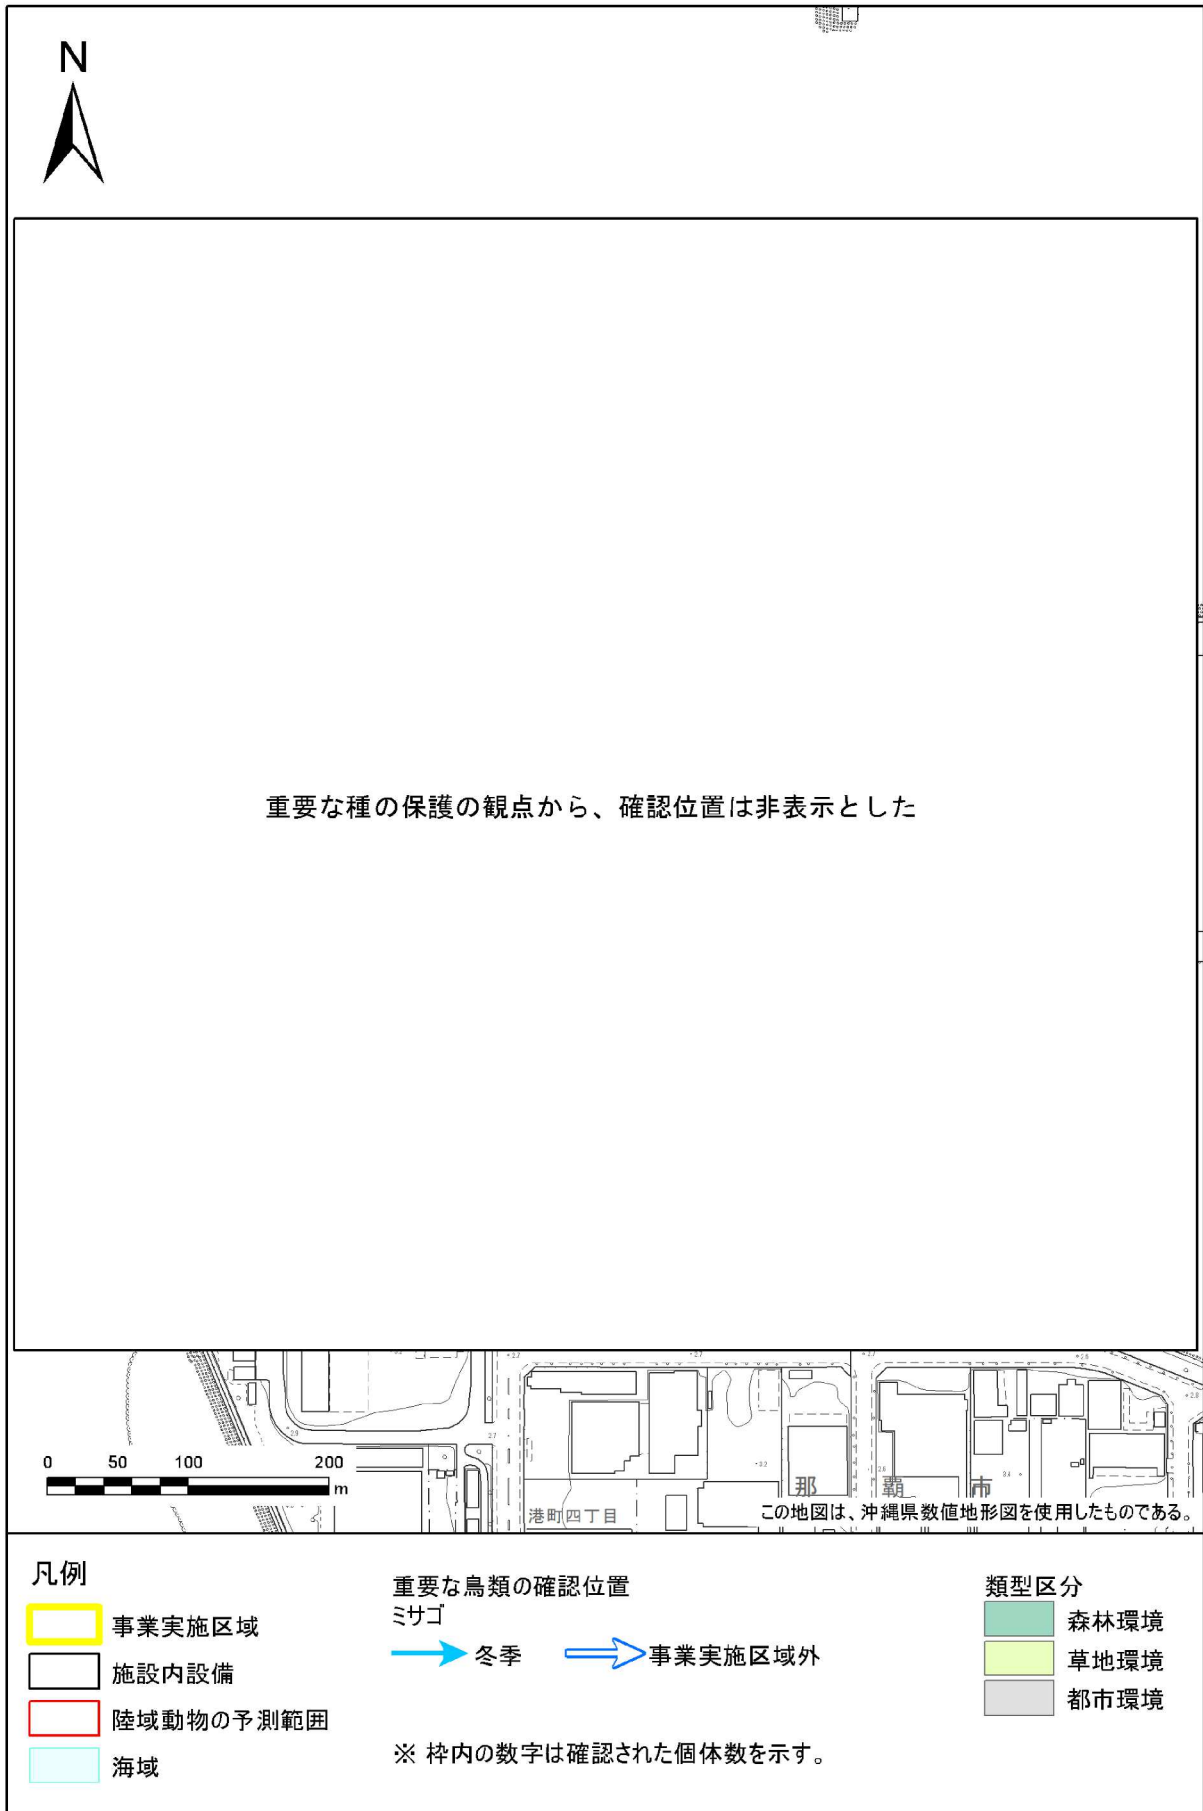 N
重要な種の保護の観点から、確認位置は非表示とした
0 50 100 200
m
那覇市
港町四丁目
この地図は、沖縄県数値地形図を使用したものである。
凡例
事業実施区域
施設内設備
陸域動物の予測範囲
海域
重要な鳥類の確認位置
ミサゴ
冬季
事業実施区域外
※ 枠内の数字は確認された個体数を示す。
類型区分
森林環境
草地環境
都市環境